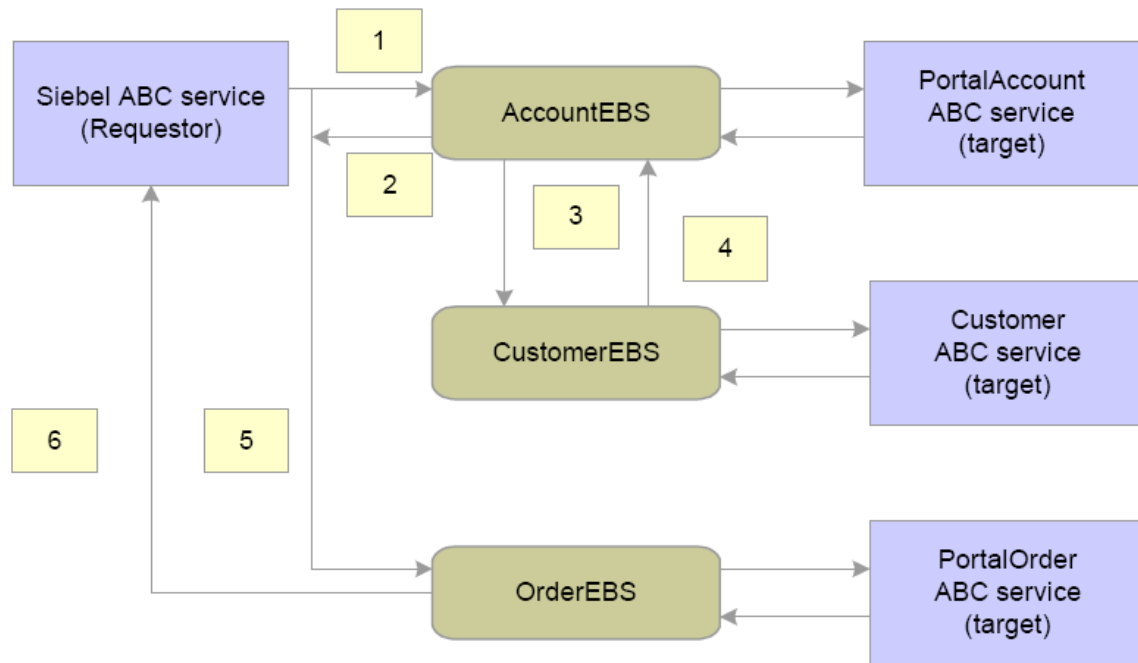 1
Siebel ABC service
(Requestor)
AccountEBS
PortalAccount
ABC service
(target)
2
3
4
CustomerEBS
Customer
ABC service
(target)
6
5
OrderEBS
PortalOrder
ABC service
(target)